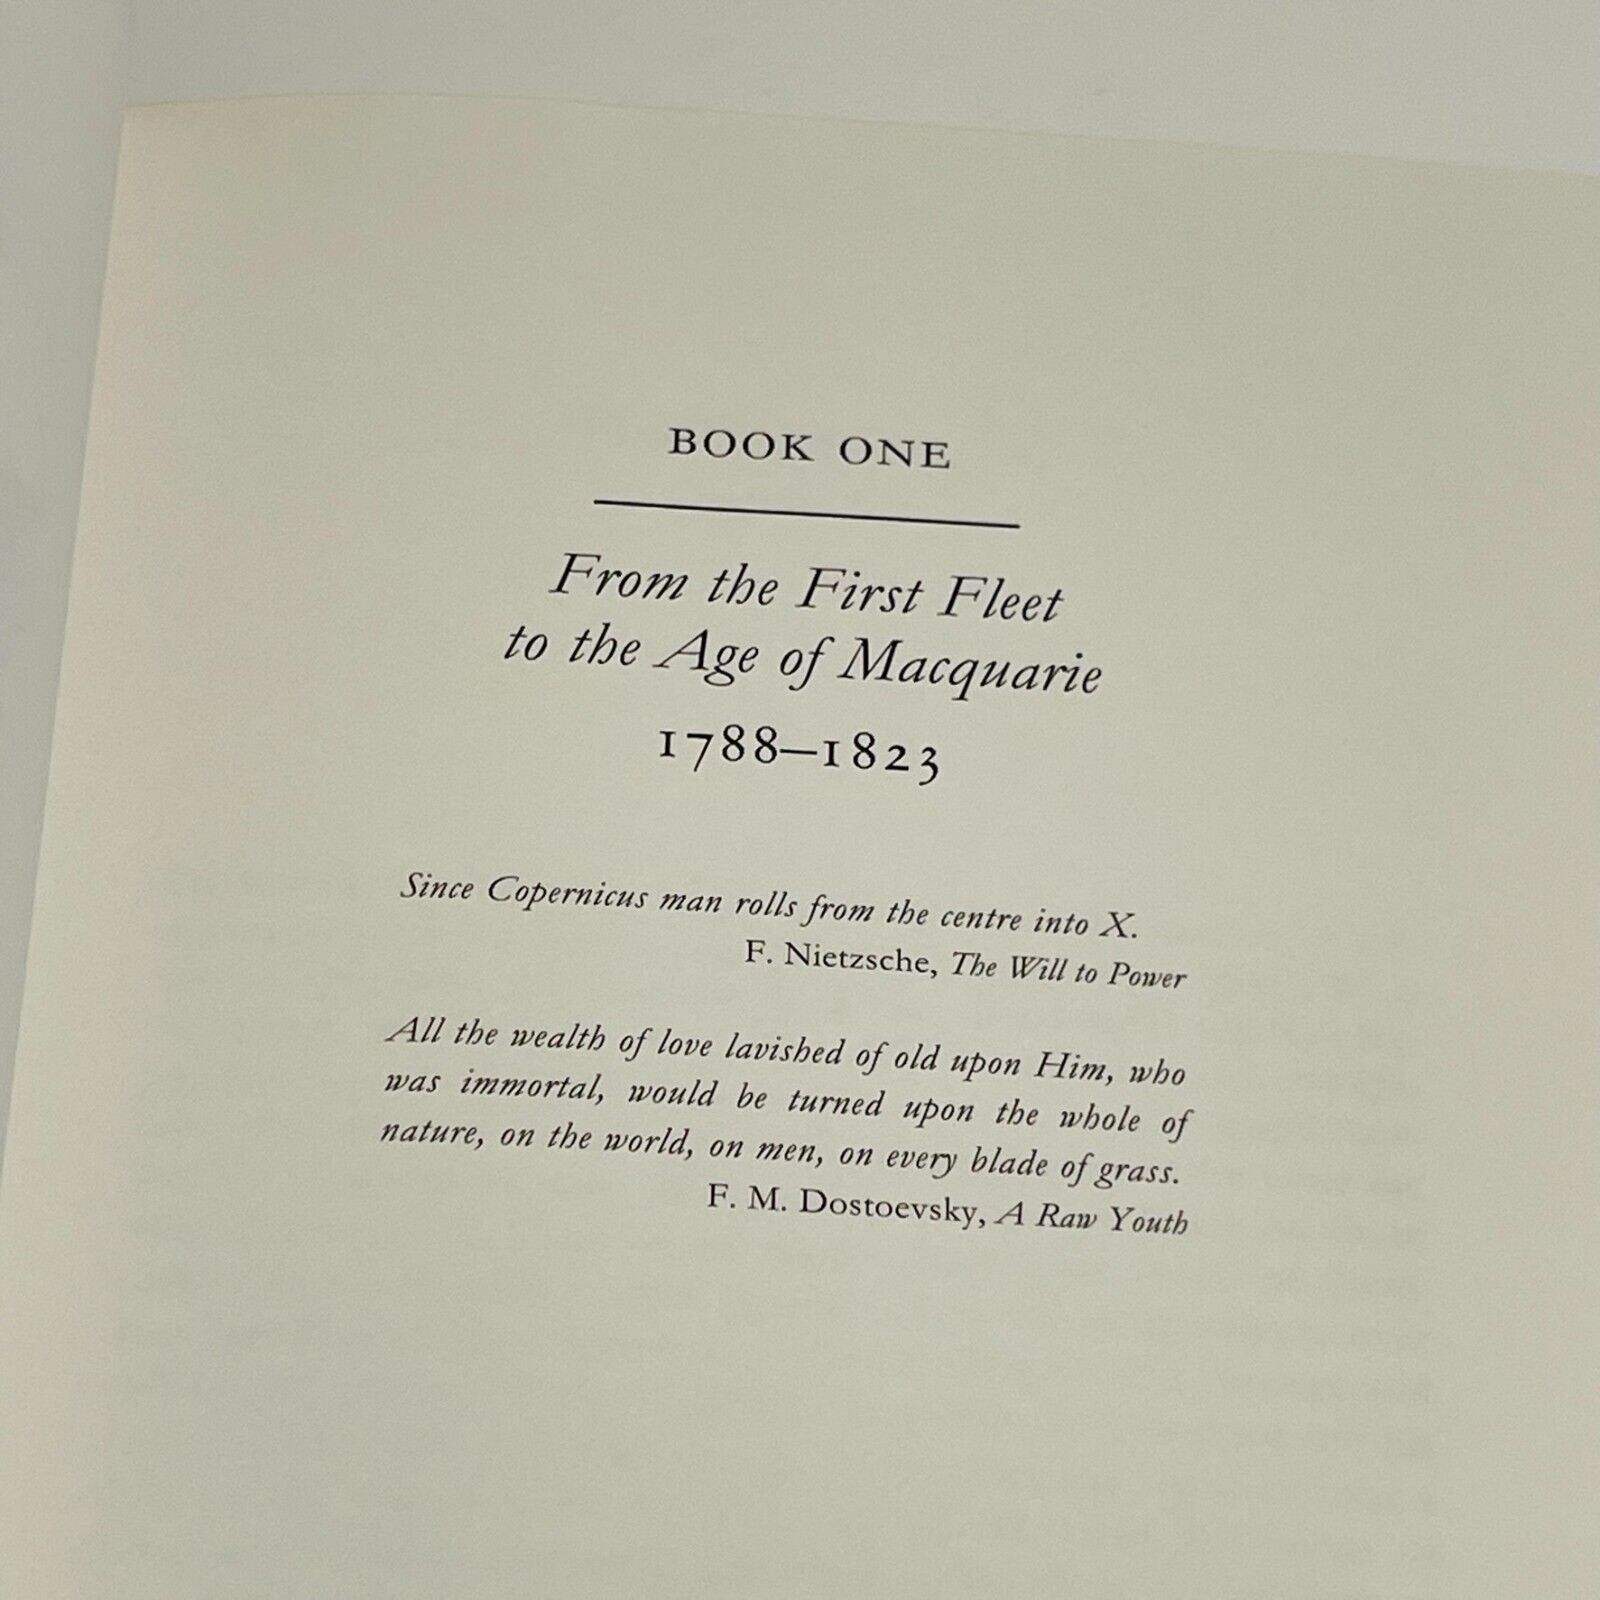 BOOK ONE
From the First Fleet
to the Age of Macquarie
1788–1823
Since Copernicus man rolls from the centre into X.
F. Nietzsche, The Will to Power
All the wealth of love lavished of old upon Him, who
was immortal, would be turned upon the whole of
nature, on the world, on men, on every blade of grass.
F. M. Dostoevsky, A Raw Youth